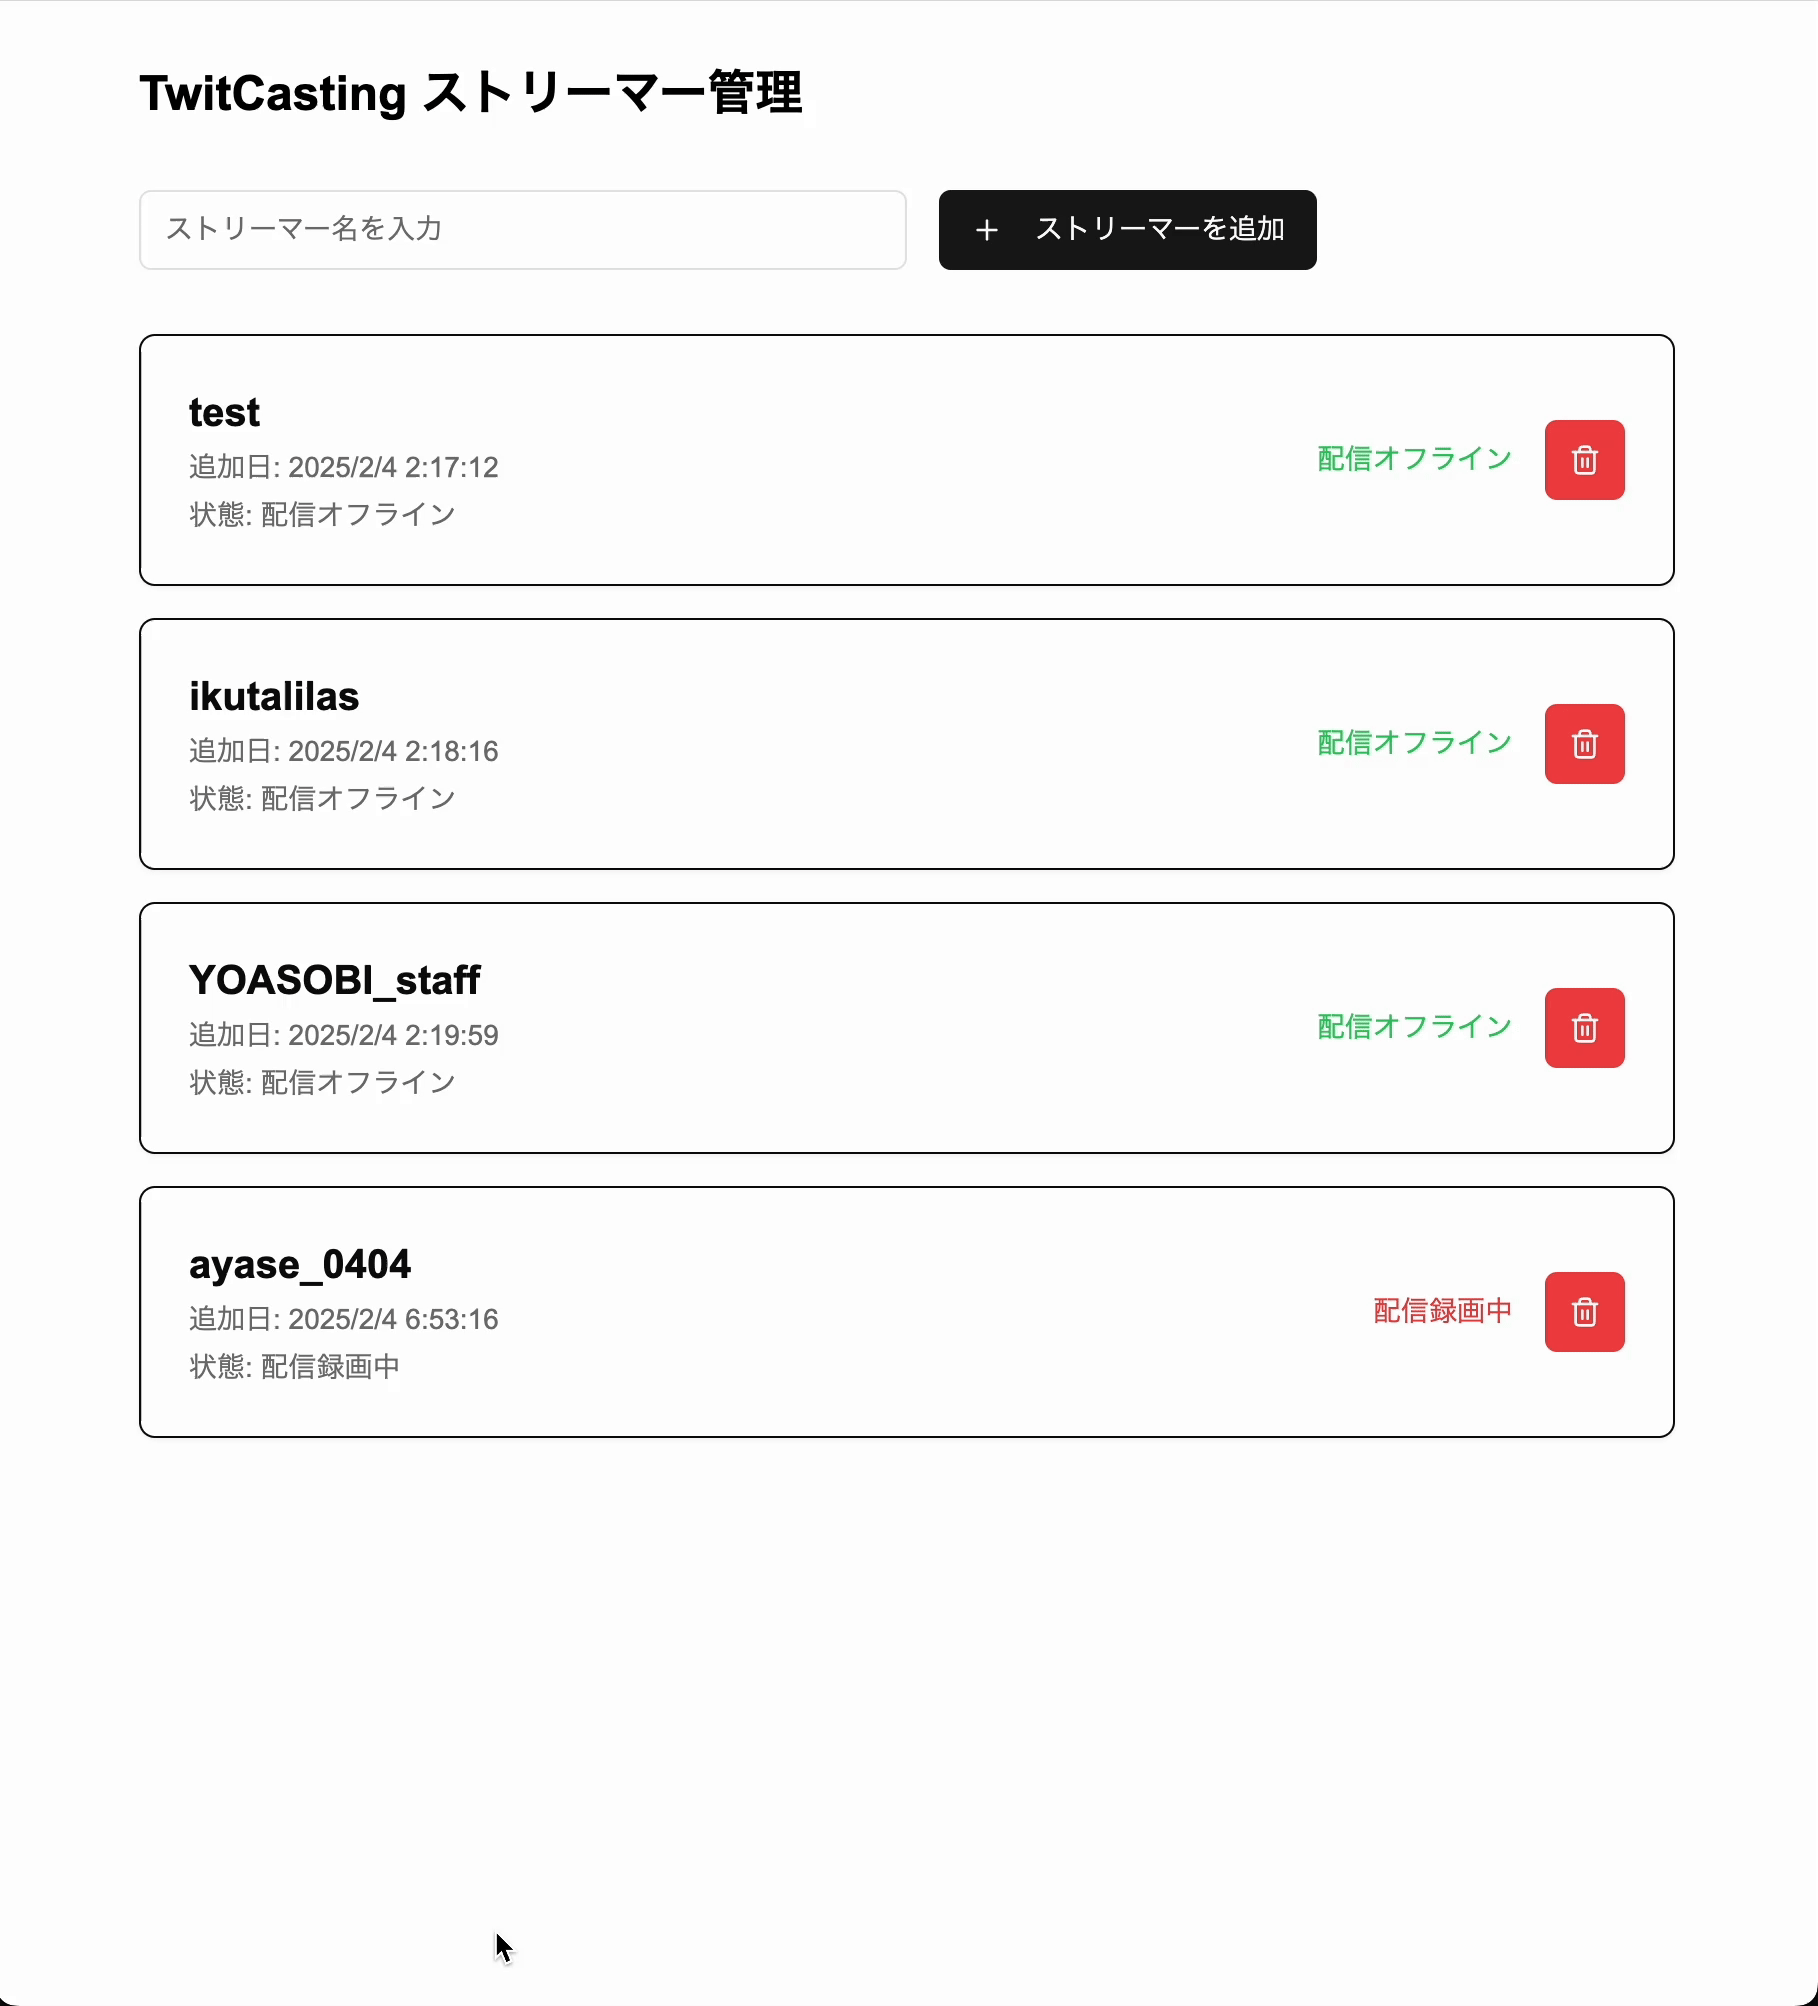 TwitCasting ストリーマー管理
ストリーマー名を入力
+ ストリーマーを追加
test
追加日: 2025/2/4 2:17:12
状態: 配信オフライン
配信オフライン
ikutalilas
追加日: 2025/2/4 2:18:16
状態: 配信オフライン
配信オフライン
YOASOBI_staff
追加日: 2025/2/4 2:19:59
状態: 配信オフライン
配信オフライン
ayase_0404
追加日: 2025/2/4 6:53:16
状態: 配信録画中
配信録画中